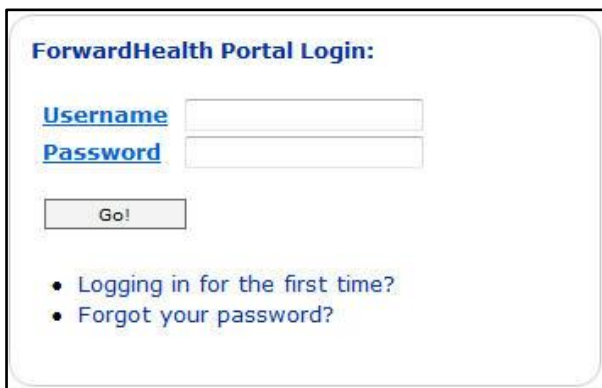 ForwardHealth Portal Login:
Username
Password
Go!
• Logging in for the first time?
• Forgot your password?